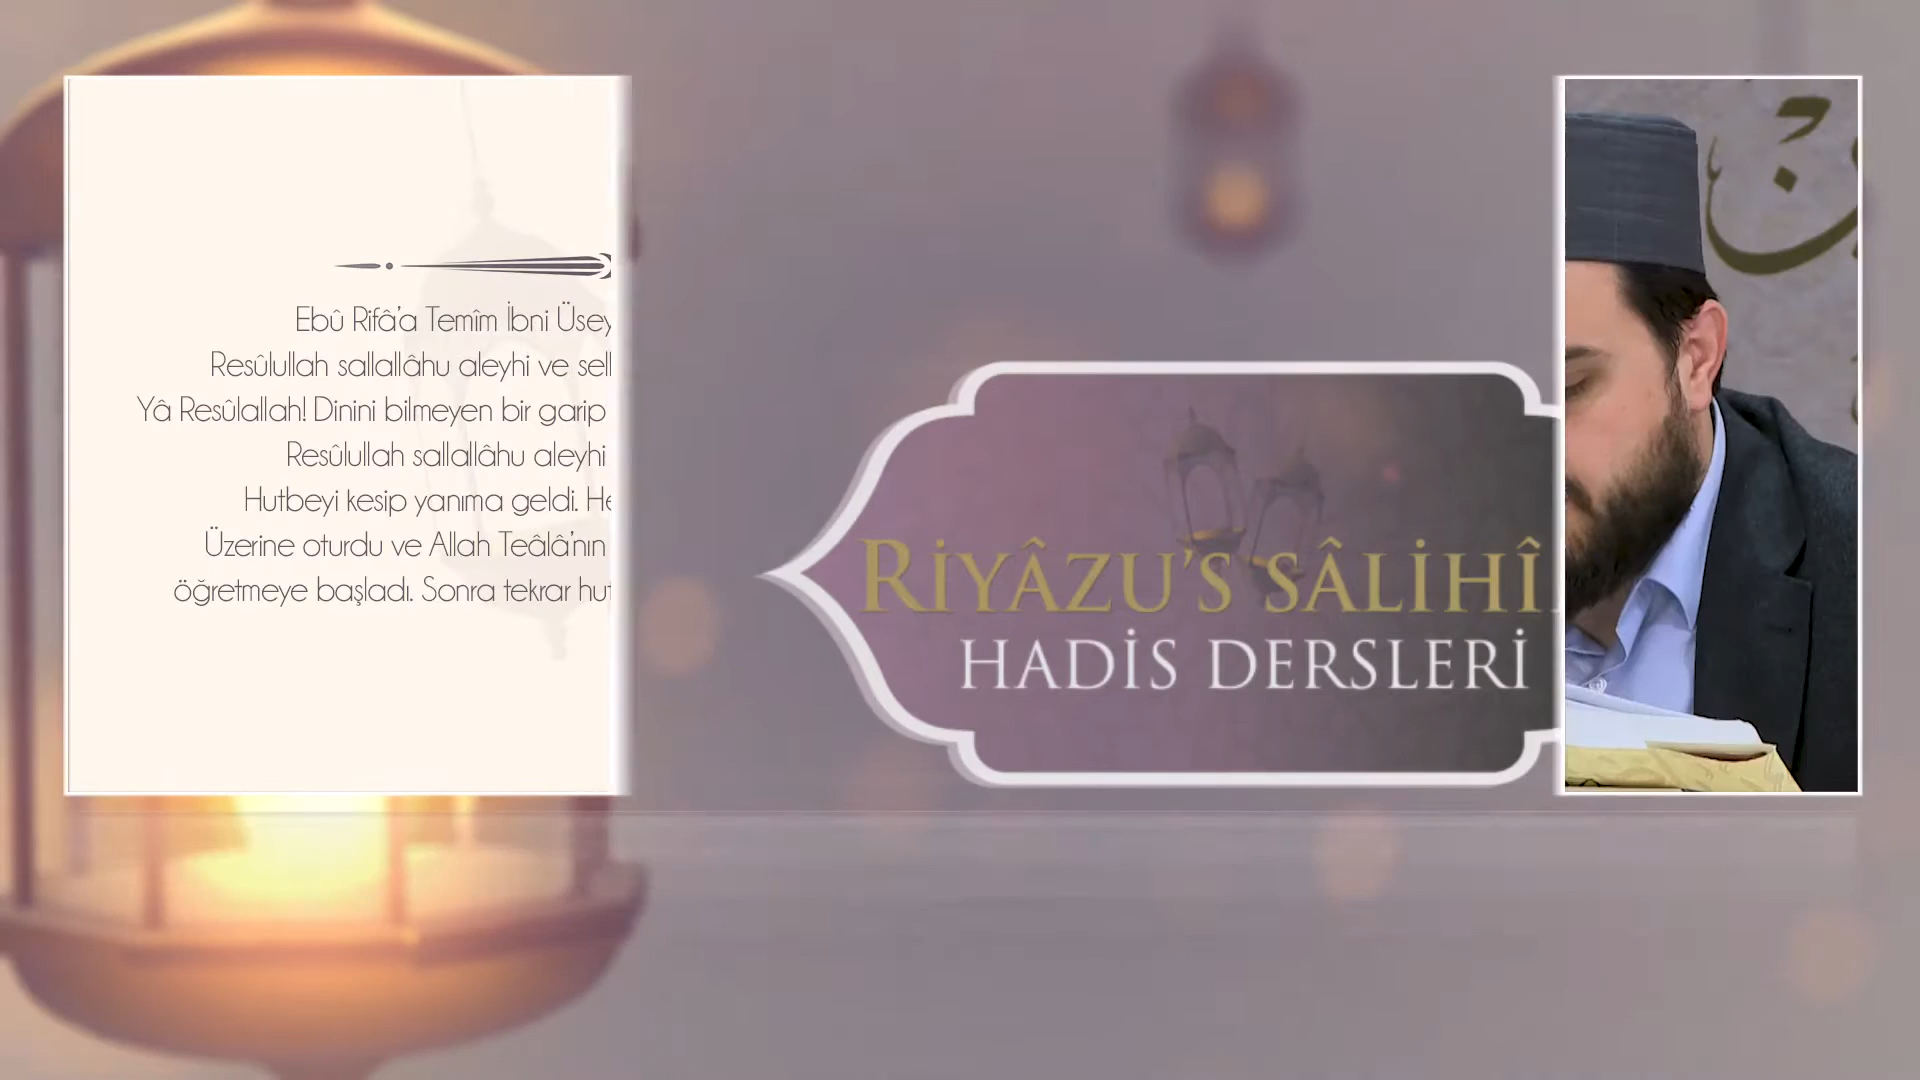 Ebû Rifâ'a Temîm İbni Üsey
Resûlullah sallallâhu aleyhi ve sell
Yâ Resûlallah! Dinini bilmeyen bir garip
Resûlullah sallallâhu aleyhi
Hutbeyi kesip yanıma geldi. He
Üzerine oturdu ve Allah Teâlâ'nın
öğretmeye başladı. Sonra tekrar hut
RİYÂZU'S SÂLİHÎ
HADİS DERSLERİ